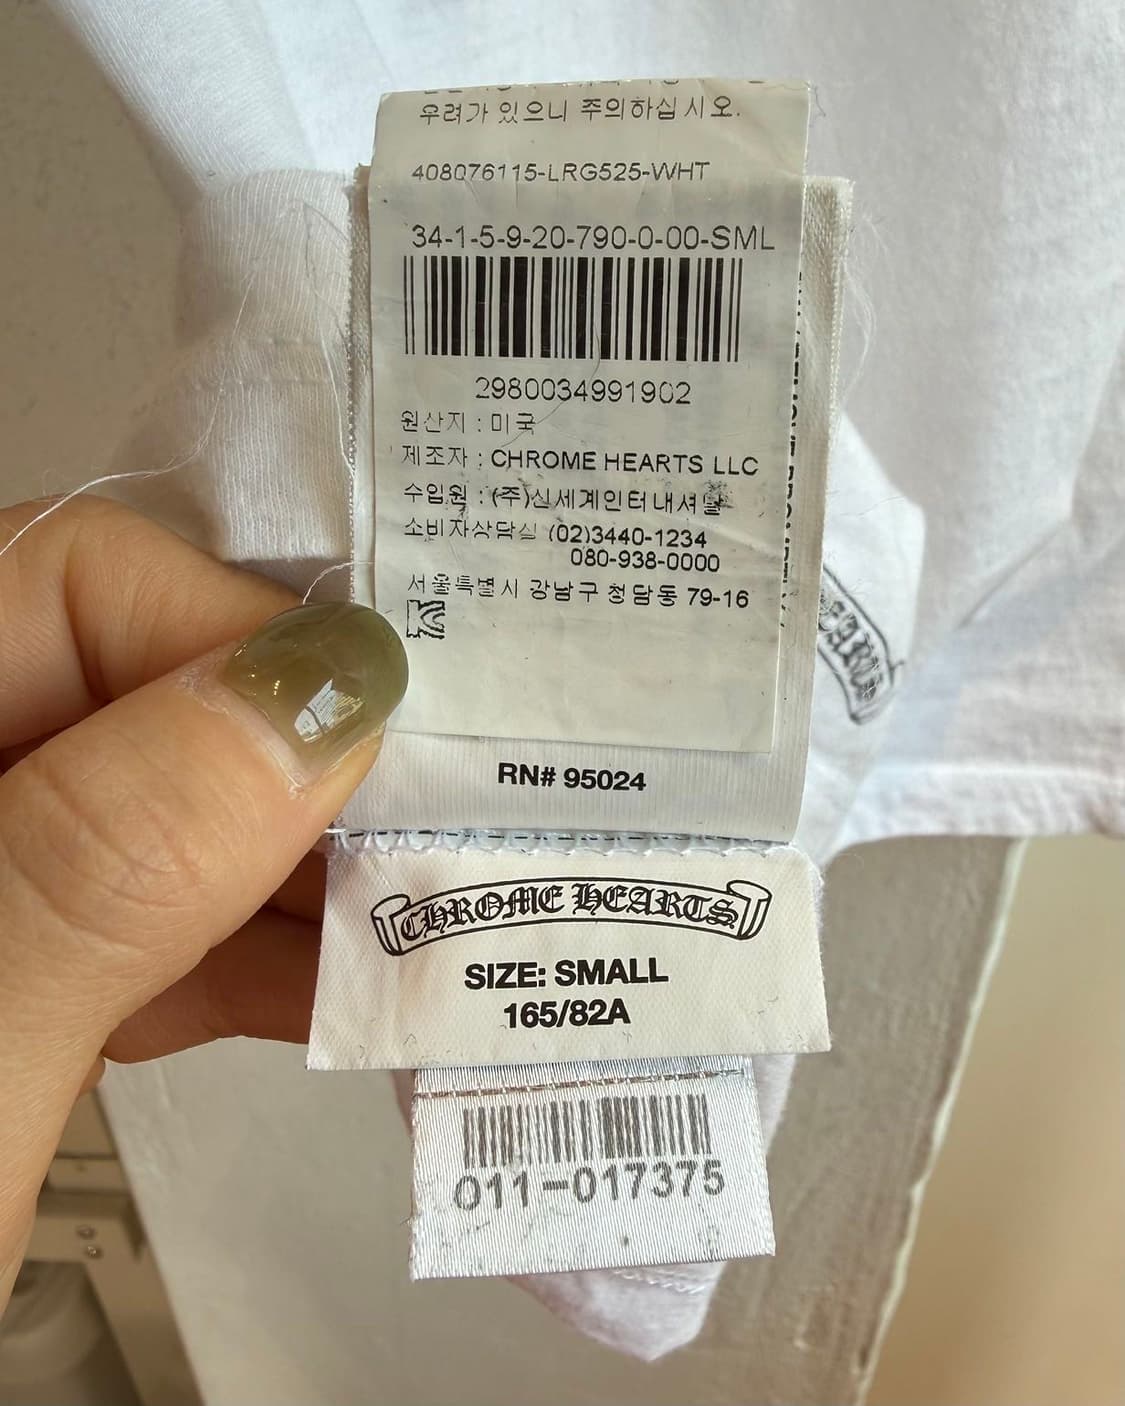 우려가 있으니 주의하십시오.
408076115-LRG525-WHT
34-1-5-9-20-790-0-00-SML
2980034991902
원산지 : 미국
제조자 : CHROME HEARTS LLC
수입원 : (주)신세계인터내셔날
소비자상담실 (02)3440-1234
080-938-0000
서울특별시 강남구 청담동 79-16
KC
RN# 95024
CHROME HEARTS
SIZE: SMALL
165/82A
011-017375